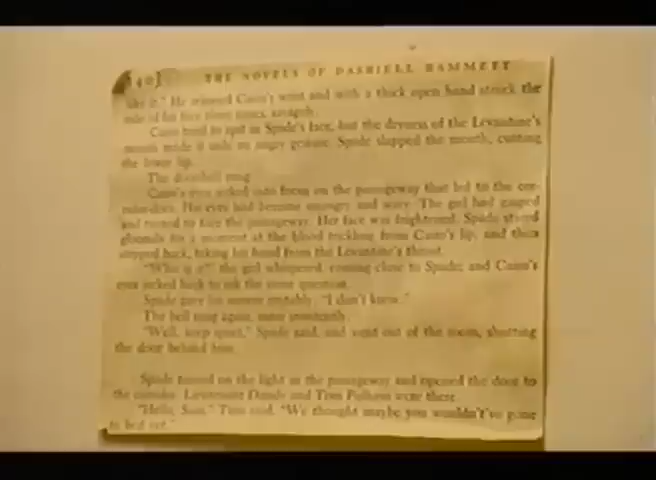 40] THE NOVELS OF DASHIELL HAMMETT
like it." He released Cairo's wrist and with a thick open hand struck the
side of his face three times, savagely.
Cairo tried to spit in Spade's face, but the dryness of the Levantine's
mouth made it only an angry gesture. Spade slapped the mouth, cutting
the lower lip.
The doorbell rang.
Cairo's eyes jerked into focus on the passageway that led to the cor-
ridor-door. His eyes had become unangry and wary. The girl had gasped
and turned to face the passageway. Her face was frightened. Spade stared
gloomily for a moment at the blood trickling from Cairo's lip, and then
stepped back, taking his hand from the Levantine's throat.
"Who is it?" the girl whispered, coming close to Spade; and Cairo's
eyes jerked back to ask the same question.
Spade gave his answer irritably: "I don't know."
The bell rang again, more insistently.
"Well, keep quiet," Spade said, and went out of the room, shutting
the door behind him.
Spade turned on the light in the passageway and opened the door to
the corridor. Lieutenant Dundy and Tom Polhaus were there.
"Hello, Sam," Tom said. "We thought maybe you wouldn't've gone
to bed yet."